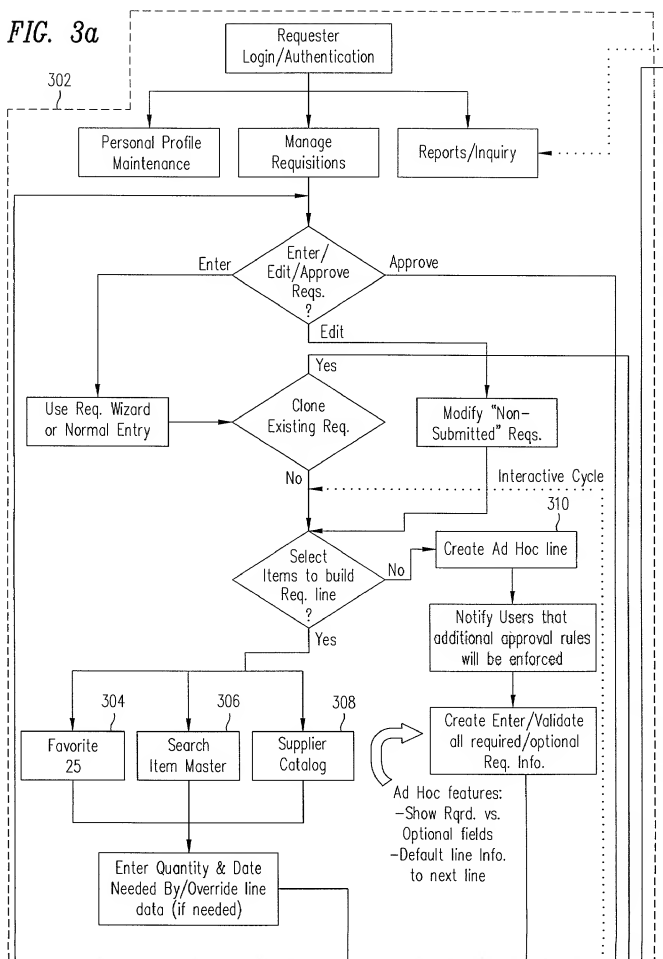 FIG. 3a
Requester
Login/Authentication
302
Personal Profile
Maintenance
Manage
Requisitions
Reports/Inquiry
Enter/
Edit/Approve
Reqs.
?
Enter
Approve
Edit
Yes
Use Req. Wizard
or Normal Entry
Clone
Existing Req.
Modify "Non-
Submitted" Reqs.
No
Interactive Cycle
310
Select
Items to build
Req. line
?
No
Create Ad Hoc line
Yes
Notify Users that
additional approval rules
will be enforced
304
306
308
Favorite
25
Search
Item Master
Supplier
Catalog
Create Enter/Validate
all required/optional
Req. Info.
Ad Hoc features:
-Show Rqrd. vs.
Optional fields
-Default line Info.
to next line
Enter Quantity & Date
Needed By/Override line
data (if needed)